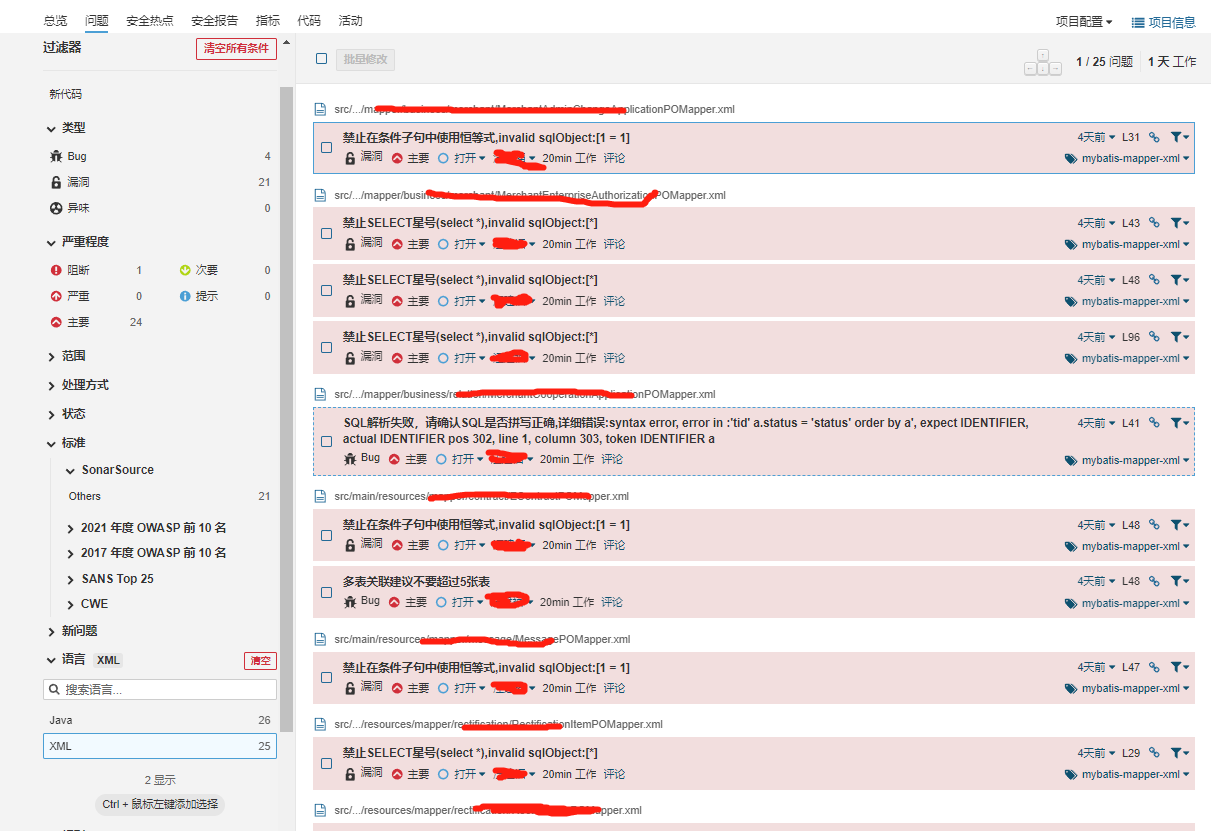 总览 问题 安全热点 安全报告 指标 代码 活动 项目配置 项目信息
过滤器 清空所有条件
批量修改 1 / 25 问题 1 天 工作
新代码
类型
Bug 4
漏洞 21
异味 0
严重程度
阻断 1 次要 0
严重 0 提示 0
主要 24
范围
处理方式
状态
标准
SonarSource
Others 21
2021 年度 OWASP 前 10 名
2017 年度 OWASP 前 10 名
SANS Top 25
CWE
新问题
语言 XML 清空
搜索语言...
Java 26
XML 25
2 显示
Ctrl + 鼠标左键添加选择
src/.../mapper/business/merchant/MerchantAdminChangeApplicationPOMapper.xml
禁止在条件子句中使用恒等式,invalid sqlObject:[1 = 1] 4天前 L31
漏洞 主要 打开 20min 工作 评论 mybatis-mapper-xml
src/.../mapper/business/merchant/MerchantEnterpriseAuthorizationPOMapper.xml
禁止SELECT星号(select *),invalid sqlObject:[*] 4天前 L43
漏洞 主要 打开 20min 工作 评论 mybatis-mapper-xml
禁止SELECT星号(select *),invalid sqlObject:[*] 4天前 L48
漏洞 主要 打开 20min 工作 评论 mybatis-mapper-xml
禁止SELECT星号(select *),invalid sqlObject:[*] 4天前 L96
漏洞 主要 打开 20min 工作 评论 mybatis-mapper-xml
src/.../mapper/business/relation/MerchantCooperationApplicationPOMapper.xml
SQL解析失败，请确认SQL是否拼写正确,详细错误:syntax error, error in :'tid' a.status = 'status' order by a', expect IDENTIFIER, 4天前 L41
actual IDENTIFIER pos 302, line 1, column 303, token IDENTIFIER a
Bug 主要 打开 20min 工作 评论 mybatis-mapper-xml
src/main/resources/mapper/contract/EContractPOMapper.xml
禁止在条件子句中使用恒等式,invalid sqlObject:[1 = 1] 4天前 L48
漏洞 主要 打开 20min 工作 评论 mybatis-mapper-xml
多表关联建议不要超过5张表 4天前 L48
Bug 主要 打开 20min 工作 评论 mybatis-mapper-xml
src/main/resources/mapper/message/MessagePOMapper.xml
禁止在条件子句中使用恒等式,invalid sqlObject:[1 = 1] 4天前 L47
漏洞 主要 打开 20min 工作 评论 mybatis-mapper-xml
src/.../resources/mapper/rectification/RectificationItemPOMapper.xml
禁止SELECT星号(select *),invalid sqlObject:[*] 4天前 L29
漏洞 主要 打开 20min 工作 评论 mybatis-mapper-xml
src/.../resources/mapper/rectification/